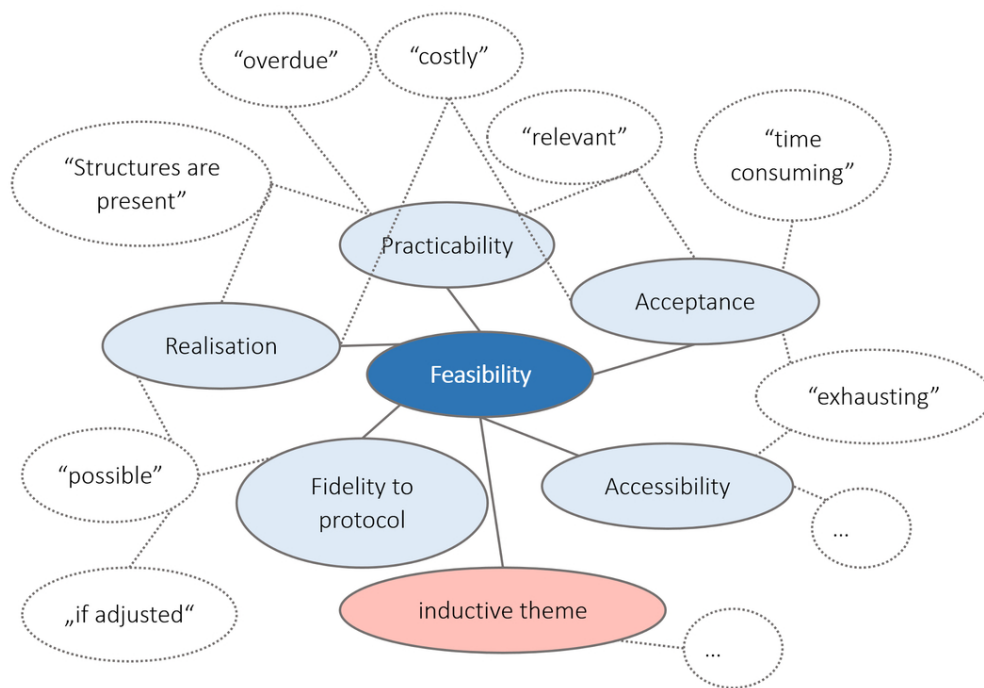 “overdue”
“costly”
“relevant”
“time
consuming”
“Structures are
present”
Practicability
Acceptance
Realisation
Feasibility
“exhausting”
“possible”
Fidelity to
protocol
Accessibility
...
„if adjusted“
inductive theme
...